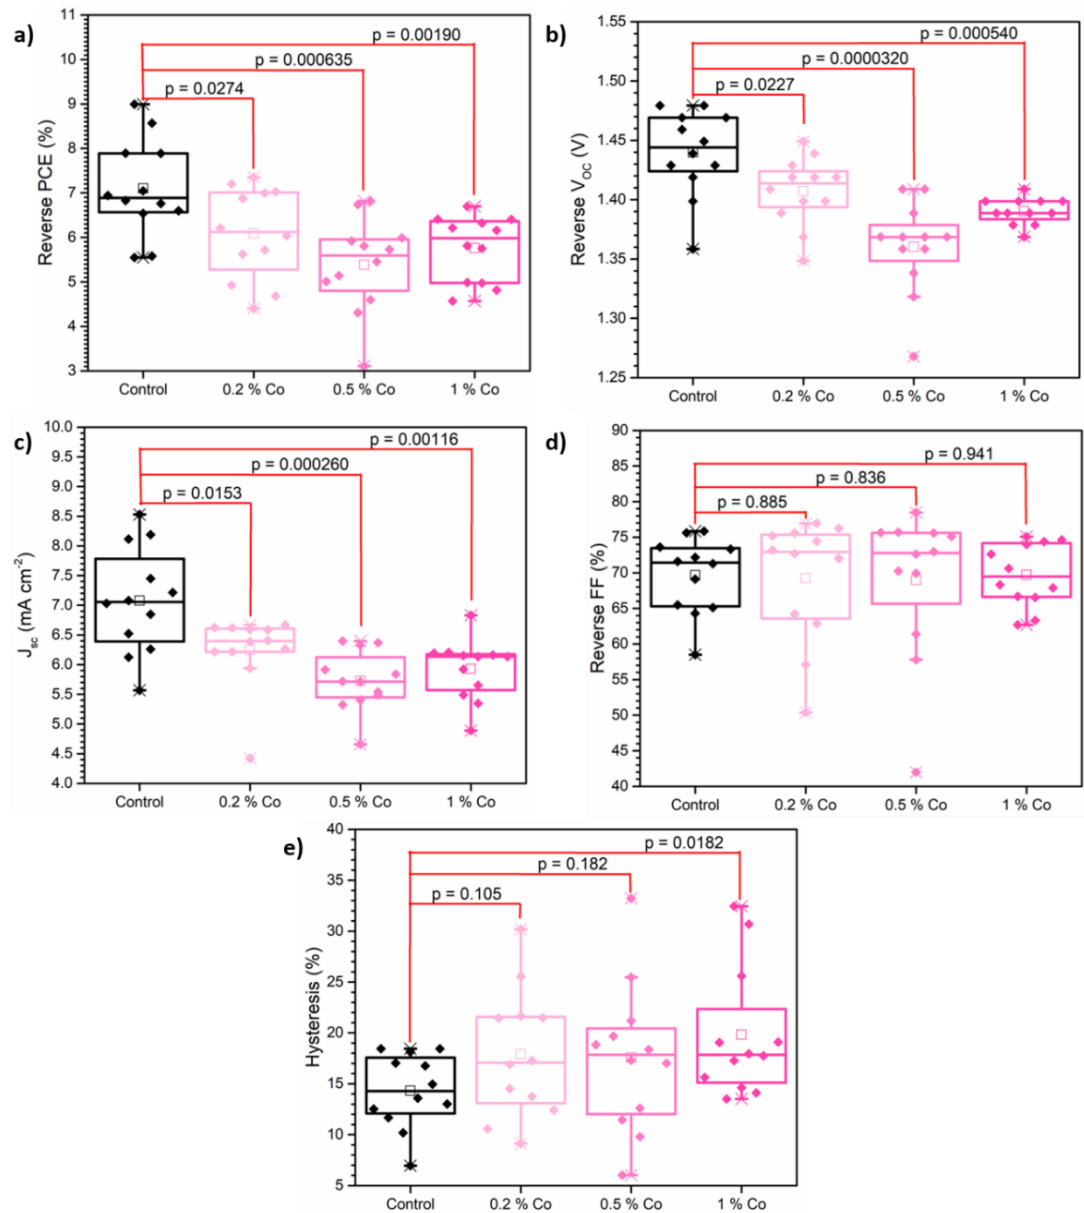 a)
Reverse PCE (%)
11
10
9
8
7
6
5
4
3
p = 0.00190
p = 0.000635
p = 0.0274
Control
0.2 % Co
0.5 % Co
1 % Co
b)
Reverse VOC (V)
1.55
1.50
1.45
1.40
1.35
1.30
1.25
p = 0.000540
p = 0.0000320
p = 0.0227
Control
0.2 % Co
0.5 % Co
1 % Co
c)
Jsc (mA cm-2)
10.0
9.5
9.0
8.5
8.0
7.5
7.0
6.5
6.0
5.5
5.0
4.5
4.0
p = 0.00116
p = 0.000260
p = 0.0153
Control
0.2 % Co
0.5 % Co
1 % Co
d)
Reverse FF (%)
90
85
80
75
70
65
60
55
50
45
40
p = 0.941
p = 0.836
p = 0.885
Control
0.2 % Co
0.5 % Co
1 % Co
e)
Hysteresis (%)
40
35
30
25
20
15
10
5
p = 0.0182
p = 0.182
p = 0.105
Control
0.2 % Co
0.5 % Co
1 % Co